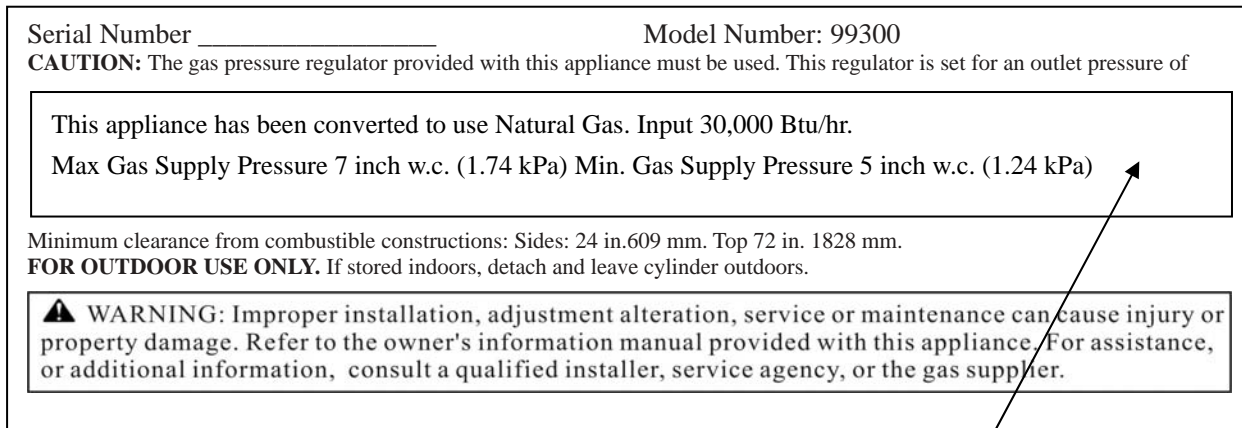 Serial Number _________________ Model Number: 99300
CAUTION: The gas pressure regulator provided with this appliance must be used. This regulator is set for an outlet pressure of
This appliance has been converted to use Natural Gas. Input 30,000 Btu/hr.
Max Gas Supply Pressure 7 inch w.c. (1.74 kPa) Min. Gas Supply Pressure 5 inch w.c. (1.24 kPa)
Minimum clearance from combustible constructions: Sides: 24 in.609 mm. Top 72 in. 1828 mm.
FOR OUTDOOR USE ONLY. If stored indoors, detach and leave cylinder outdoors.
WARNING: Improper installation, adjustment alteration, service or maintenance can cause injury or
property damage. Refer to the owner's information manual provided with this appliance. For assistance,
or additional information, consult a qualified installer, service agency, or the gas supplier.